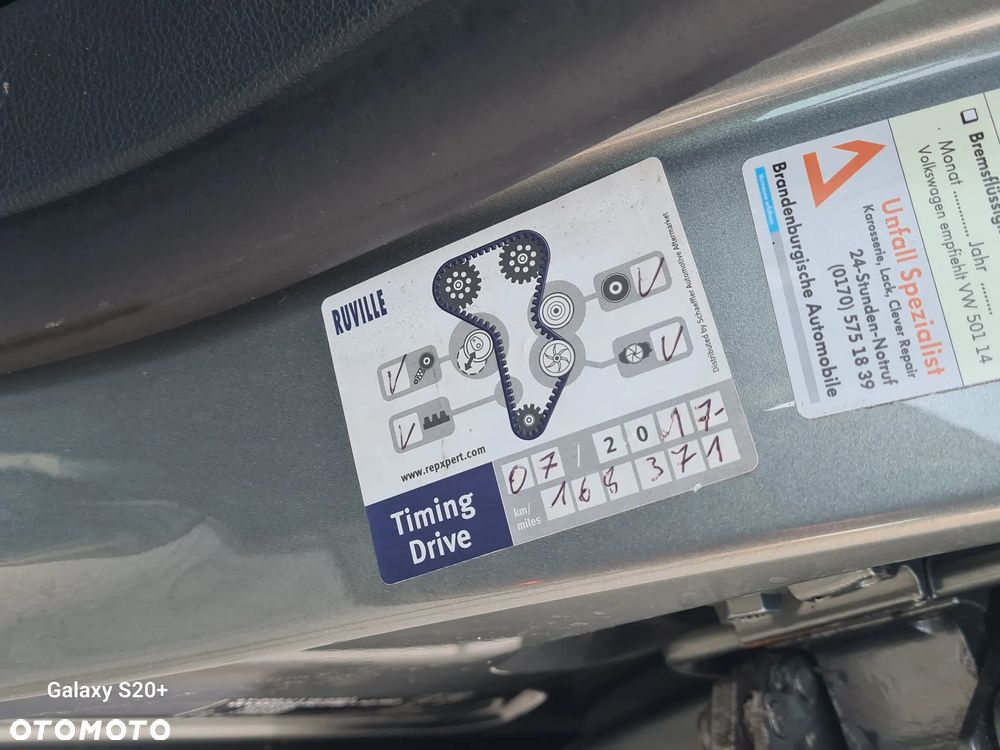 RUVILLE
Distributed by Schaeffler Automotive Aftermarket
www.repxpert.com
Timing
Drive
07 / 2017
km/
miles
168 371
Unfall Spezialist
Karosserie, Lack, Clever Repair
24-Stunden-Notruf
(0170) 575 18 39
Brandenburgische Automobile
Bremsflüssig
Monat ............ Jahr .........
Volkswagen empfiehlt VW 501 14
Galaxy S20+
OTOMOTO